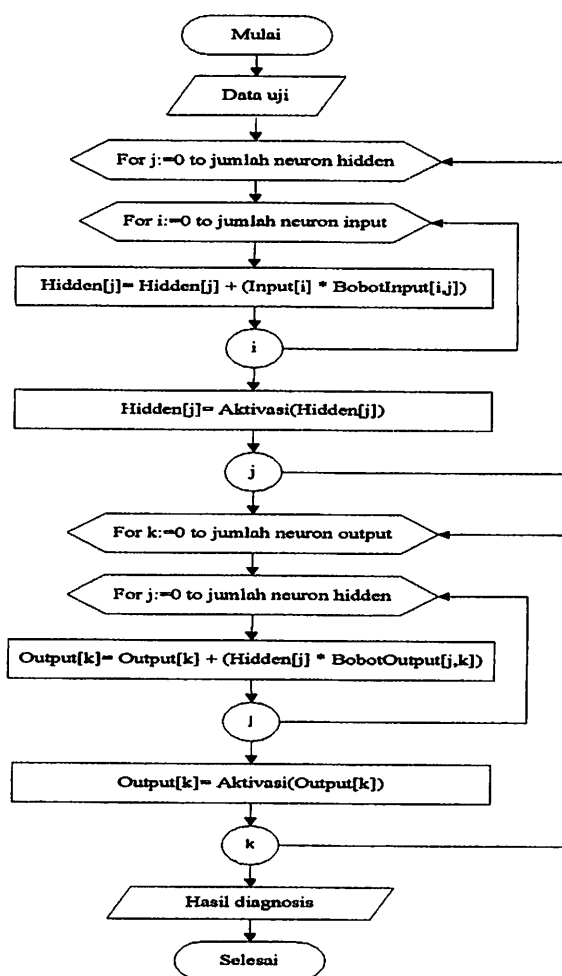 Mulai
Data uji
For j:=0 to jumlah neuron hidden
For i:=0 to jumlah neuron input
Hidden[j]= Hidden[j] + (Input[i] * BobotInput[i,j])
i
Hidden[j]= Aktivasi(Hidden[j])
j
For k:=0 to jumlah neuron output
For j:=0 to jumlah neuron hidden
Output[k]= Output[k] + (Hidden[j] * BobotOutput[j,k])
j
Output[k]= Aktivasi(Output[k])
k
Hasil diagnosis
Selesai